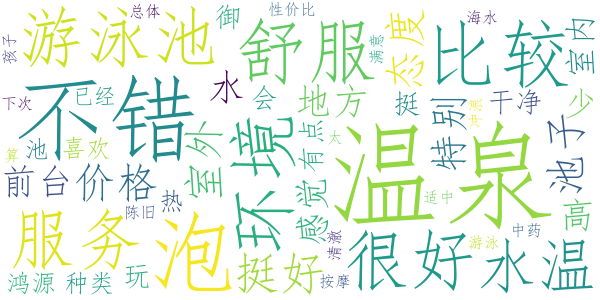 总体
御
性价比
海水
孩子
游泳池
舒服
满意
态度
比较
室内
不错
水
下次
已经
会
地方
挺
干净
少
池
喜欢
室外
环境
有点
太
特别
池子
算
前台
价格
热
感觉
温泉
适中
高
陈旧
服务
泡
清澈
很好
游泳
中药
水温
鸿源
种类
玩
挺好
按摩